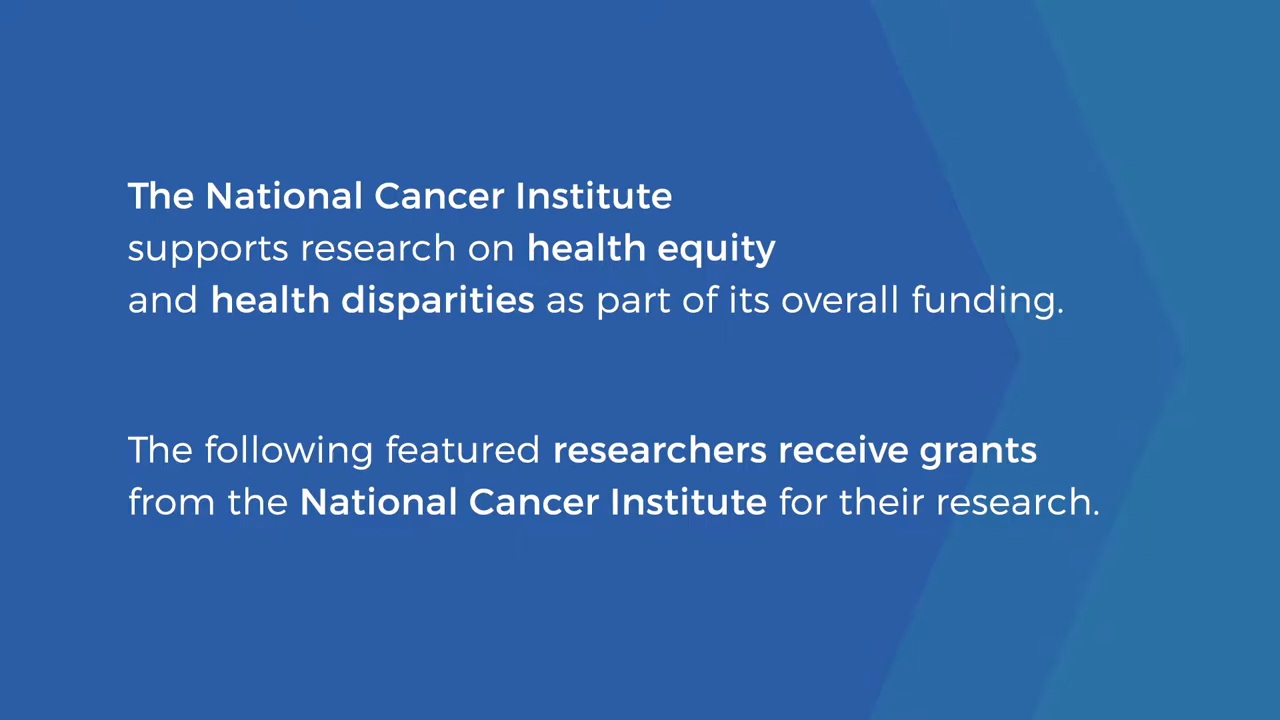 The National Cancer Institute
supports research on health equity
and health disparities as part of its overall funding.
The following featured researchers receive grants
from the National Cancer Institute for their research.